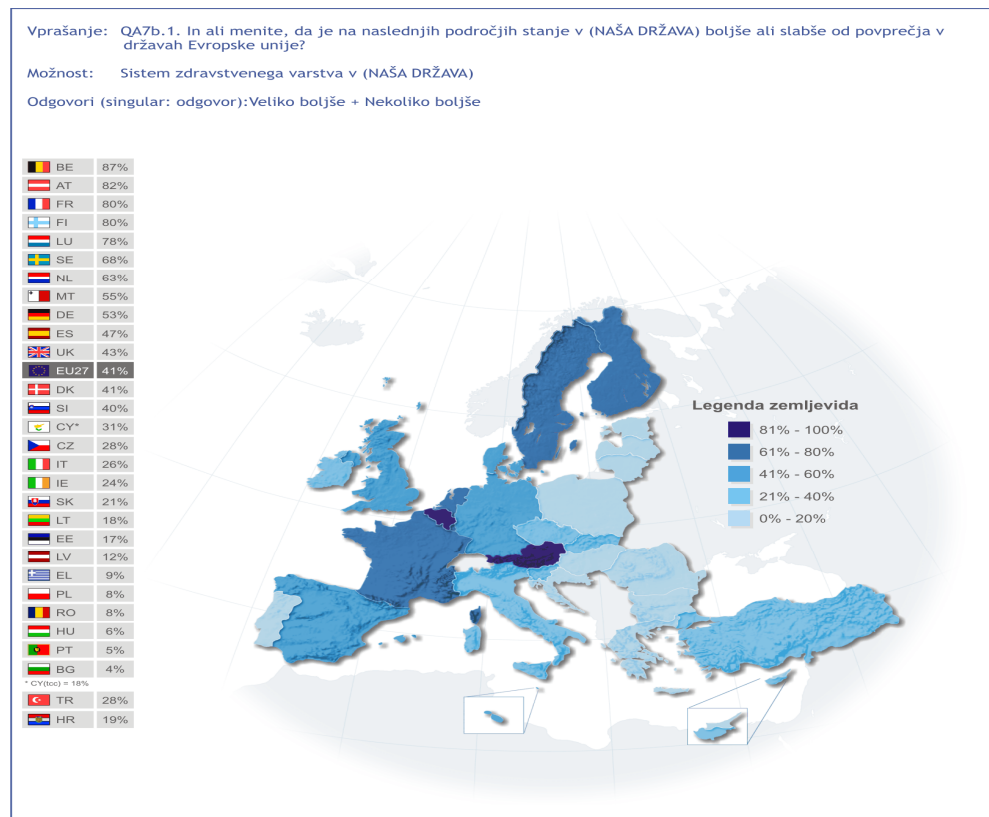 Vprašanje: QA7b.1. In ali menite, da je na naslednjih področjih stanje v (NAŠA DRŽAVA) boljše ali slabše od povprečja v
državah Evropske unije?
Možnost: Sistem zdravstvenega varstva v (NAŠA DRŽAVA)
Odgovori (singular: odgovor):Veliko boljše + Nekoliko boljše
BE 87%
AT 82%
FR 80%
FI 80%
LU 78%
SE 68%
NL 63%
MT 55%
DE 53%
ES 47%
UK 43%
EU27 41%
DK 41%
SI 40%
CY* 31%
CZ 28%
IT 26%
IE 24%
SK 21%
LT 18%
EE 17%
LV 12%
EL 9%
PL 8%
RO 8%
HU 6%
PT 5%
BG 4%
* CY(tcc) = 18%
TR 28%
HR 19%
Legenda zemljevida
81% - 100%
61% - 80%
41% - 60%
21% - 40%
0% - 20%